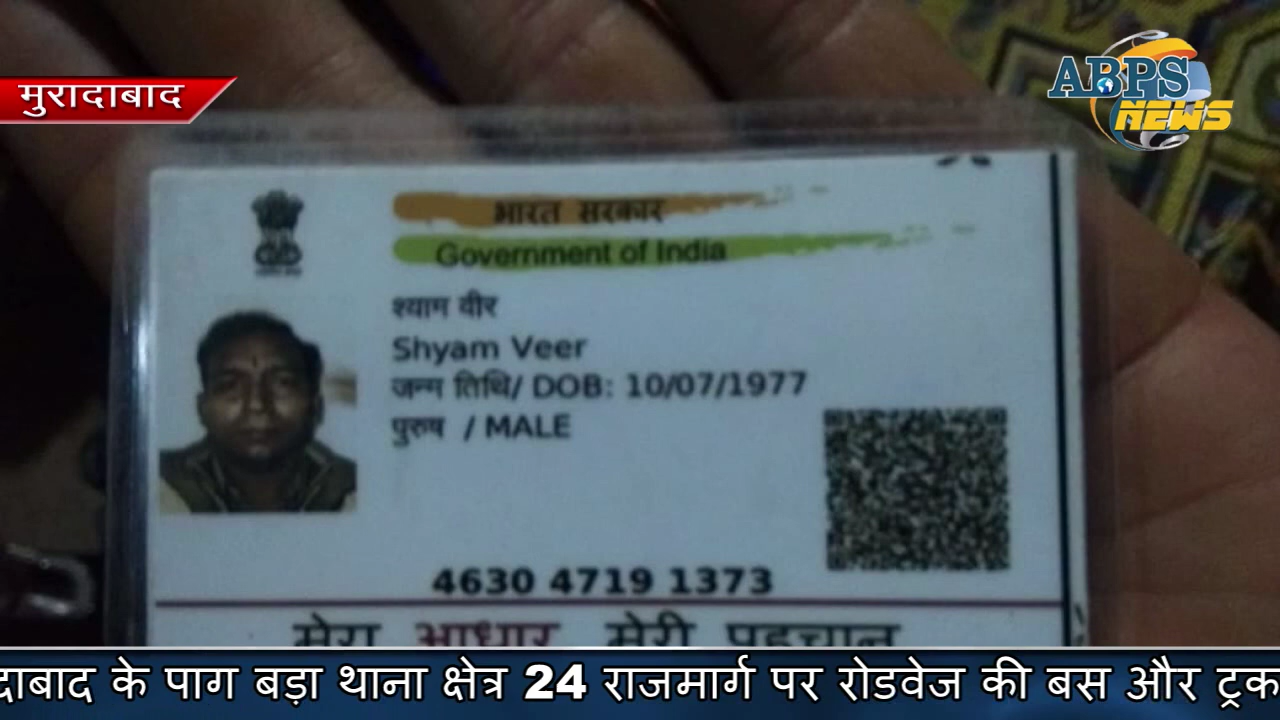 मुरादाबाद
ABPS
NEWS
भारत सरकार
Government of India
श्याम वीर
Shyam Veer
जन्म तिथि/ DOB: 10/07/1977
पुरुष / MALE
4630 4719 1373
मेरा आधार, मेरी पहचान
दाबाद के पाग बड़ा थाना क्षेत्र 24 राजमार्ग पर रोडवेज की बस और ट्रक